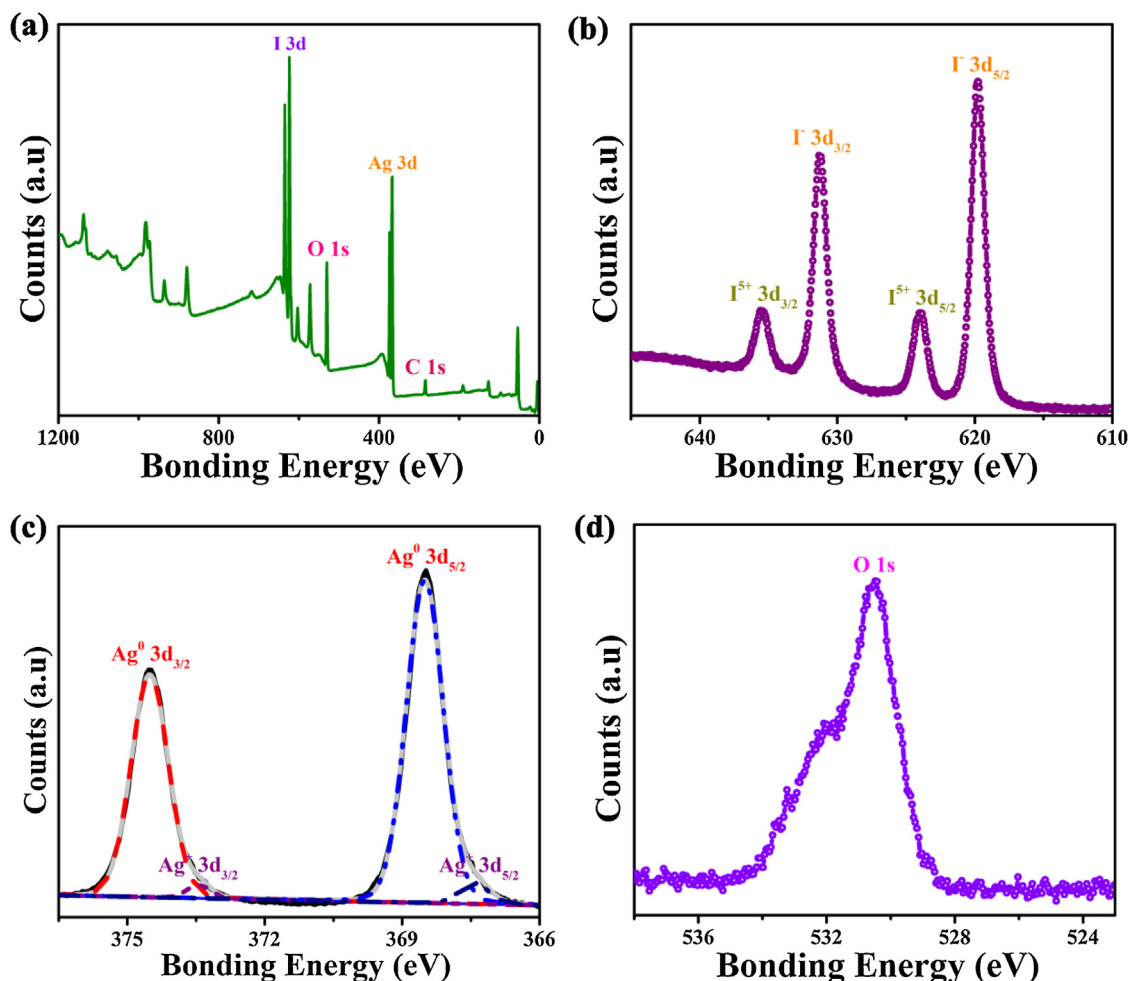 (a)
I 3d
Ag 3d
O 1s
C 1s
Counts (a.u)
1200 800 400 0
Bonding Energy (eV)
(b)
I⁻ 3d₅/₂
I⁻ 3d₃/₂
I⁵⁺ 3d₃/₂
I⁵⁺ 3d₅/₂
Counts (a.u)
640 630 620 610
Bonding Energy (eV)
(c)
Ag⁰ 3d₅/₂
Ag⁰ 3d₃/₂
Ag⁺ 3d₃/₂
Ag⁺ 3d₅/₂
Counts (a.u)
375 372 369 366
Bonding Energy (eV)
(d)
O 1s
Counts (a.u)
536 532 528 524
Bonding Energy (eV)